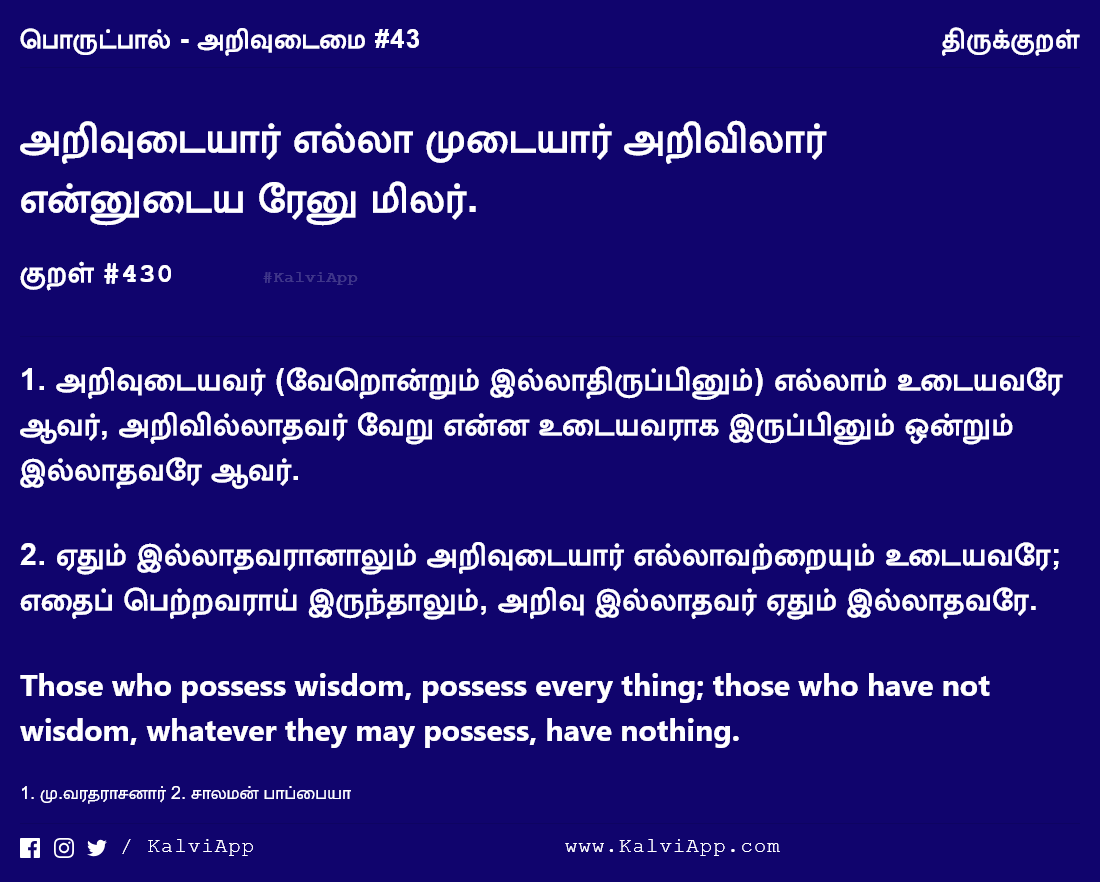 பொருட்பால் - அறிவுடைமை #43 திருக்குறள்
அறிவுடையார் எல்லா முடையார் அறிவிலார்
என்னுடைய ரேனு மிலர்.
குறள் #430 #KalviApp
1. அறிவுடையவர் (வேறொன்றும் இல்லாதிருப்பினும்) எல்லாம் உடையவரே
ஆவர், அறிவில்லாதவர் வேறு என்ன உடையவராக இருப்பினும் ஒன்றும்
இல்லாதவரே ஆவர்.
2. ஏதும் இல்லாதவரானாலும் அறிவுடையார் எல்லாவற்றையும் உடையவரே;
எதைப் பெற்றவராய் இருந்தாலும், அறிவு இல்லாதவர் ஏதும் இல்லாதவரே.
Those who possess wisdom, possess every thing; those who have not
wisdom, whatever they may possess, have nothing.
1. மு.வரதராசனார் 2. சாலமன் பாப்பையா
/ KalviApp www.KalviApp.com